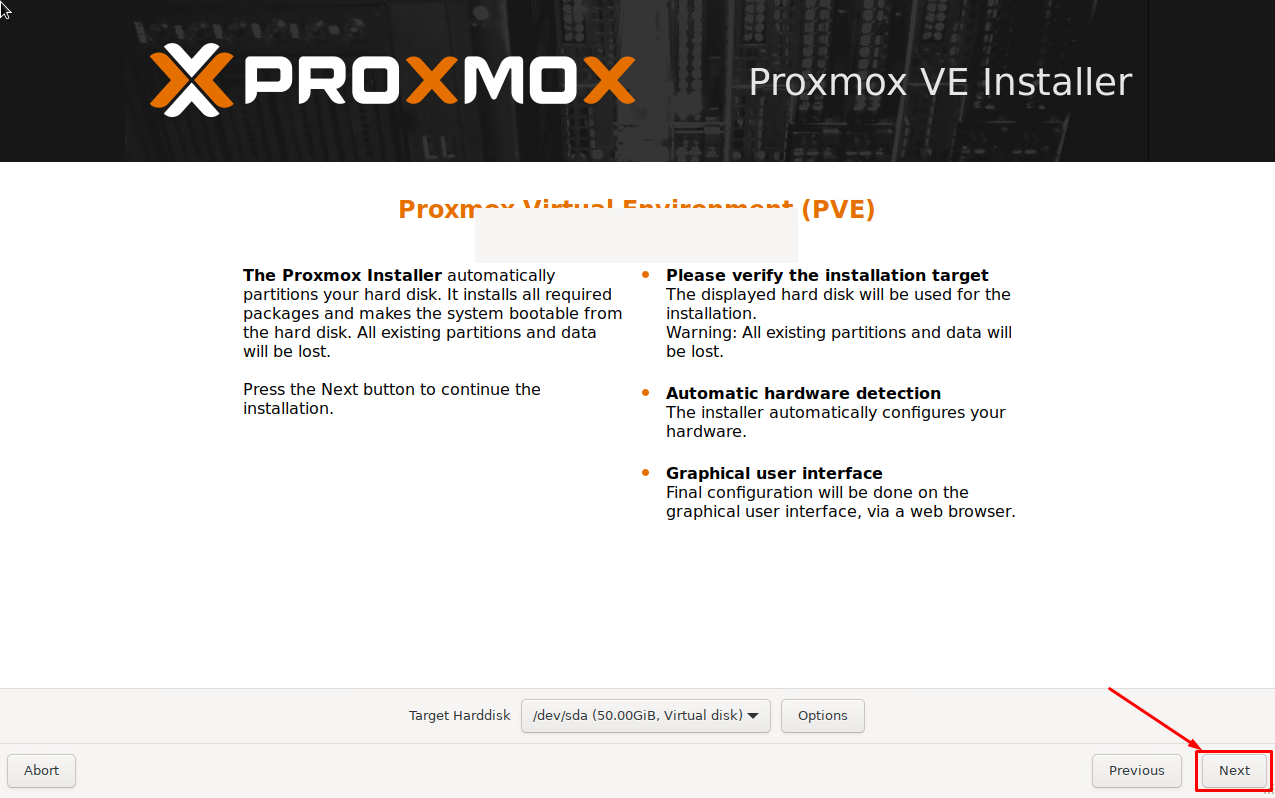 PROXMOX
Proxmox VE Installer
Proxmox Virtual Environment (PVE)
The Proxmox Installer automatically
partitions your hard disk. It installs all required
packages and makes the system bootable from
the hard disk. All existing partitions and data
will be lost.
Press the Next button to continue the
installation.
Please verify the installation target
The displayed hard disk will be used for the
installation.
Warning: All existing partitions and data will
be lost.
Automatic hardware detection
The installer automatically configures your
hardware.
Graphical user interface
Final configuration will be done on the
graphical user interface, via a web browser.
Target Harddisk
/dev/sda (50.00GiB, Virtual disk)
Options
Abort
Previous
Next